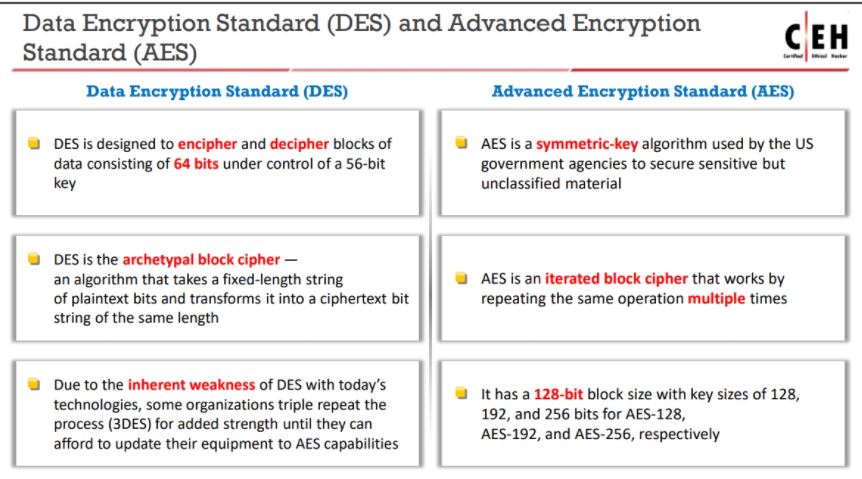 Data Encryption Standard (DES) and Advanced Encryption
Standard (AES)
C|EH
Certified Ethical Hacker
Data Encryption Standard (DES)
DES is designed to encipher and decipher blocks of
data consisting of 64 bits under control of a 56-bit
key
DES is the archetypal block cipher —
an algorithm that takes a fixed-length string
of plaintext bits and transforms it into a ciphertext bit
string of the same length
Due to the inherent weakness of DES with today's
technologies, some organizations triple repeat the
process (3DES) for added strength until they can
afford to update their equipment to AES capabilities
Advanced Encryption Standard (AES)
AES is a symmetric-key algorithm used by the US
government agencies to secure sensitive but
unclassified material
AES is an iterated block cipher that works by
repeating the same operation multiple times
It has a 128-bit block size with key sizes of 128,
192, and 256 bits for AES-128,
AES-192, and AES-256, respectively